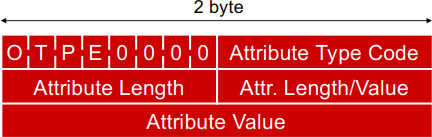 2 byte
O T P E 0 0 0 0 Attribute Type Code
Attribute Length Attr. Length/Value
Attribute Value